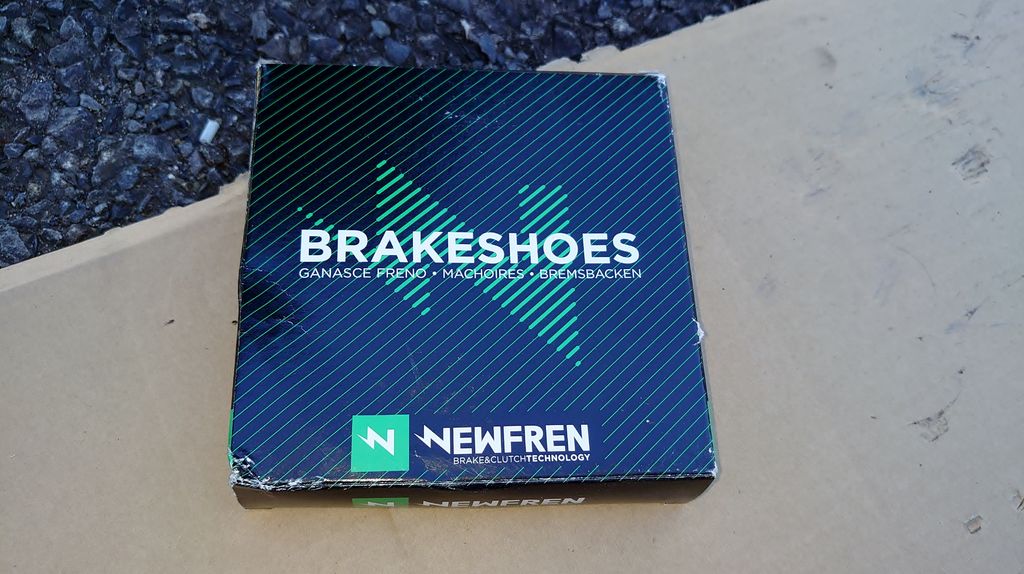 BRAKESHOES
GANASCE FRENO • MACHOIRES • BREMSBACKEN
N NEWFREN
BRAKE&CLUTCHTECHNOLOGY
N NEWFREN